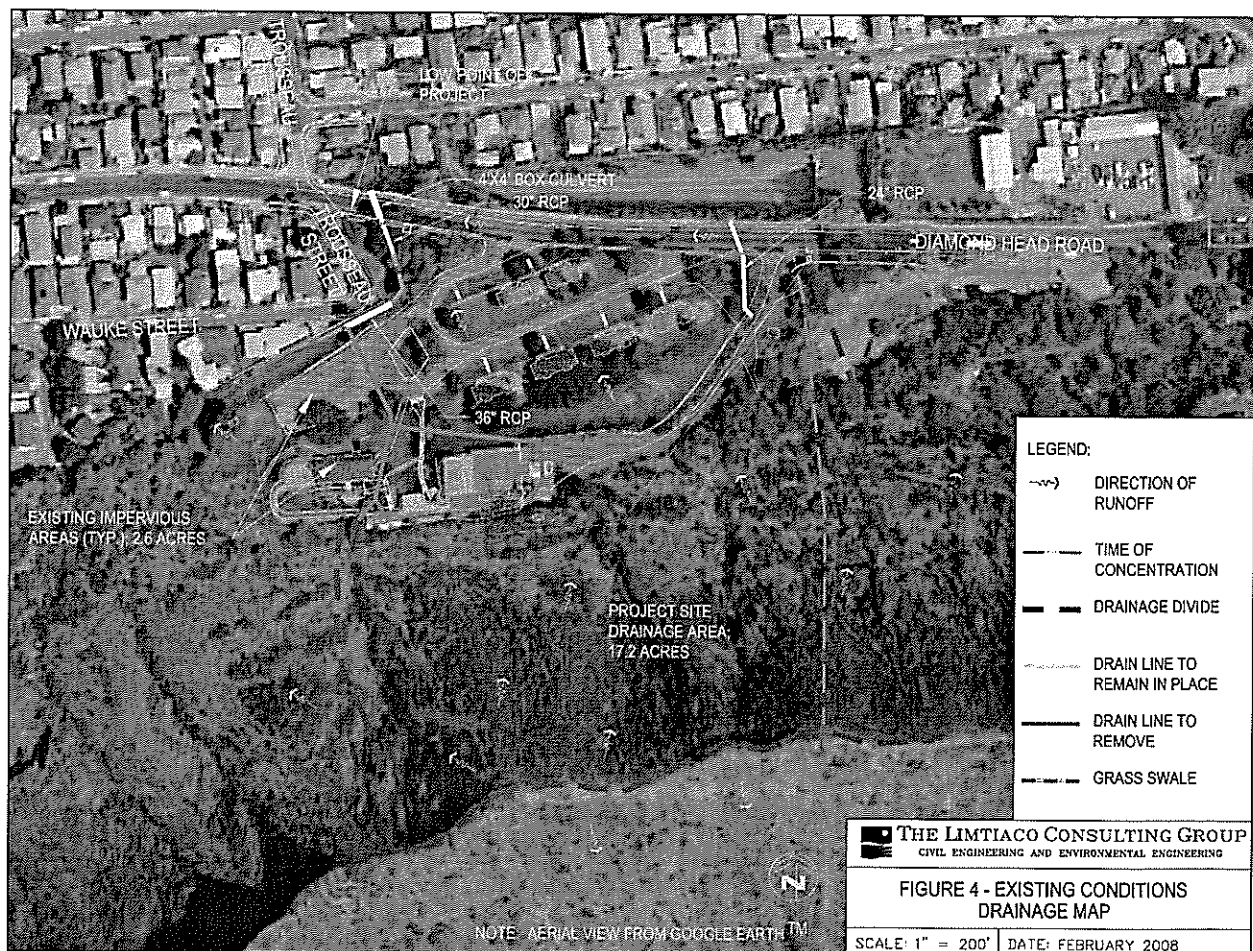 TROUSSEAU
LOW POINT OF
PROJECT
4'X4' BOX CULVERT
30" RCP
24" RCP
DIAMOND HEAD ROAD
TROUSSEAU
STREET
WAUKE STREET
36" RCP
EXISTING IMPERVIOUS
AREAS (TYP.), 2.6 ACRES
PROJECT SITE
DRAINAGE AREA,
17.2 ACRES
LEGEND:
DIRECTION OF
RUNOFF
TIME OF
CONCENTRATION
DRAINAGE DIVIDE
DRAIN LINE TO
REMAIN IN PLACE
DRAIN LINE TO
REMOVE
GRASS SWALE
N
NOTE: AERIAL VIEW FROM GOOGLE EARTH™
THE LIMTIACO CONSULTING GROUP
CIVIL ENGINEERING AND ENVIRONMENTAL ENGINEERING
FIGURE 4 - EXISTING CONDITIONS
DRAINAGE MAP
SCALE: 1" = 200'
DATE: FEBRUARY 2008